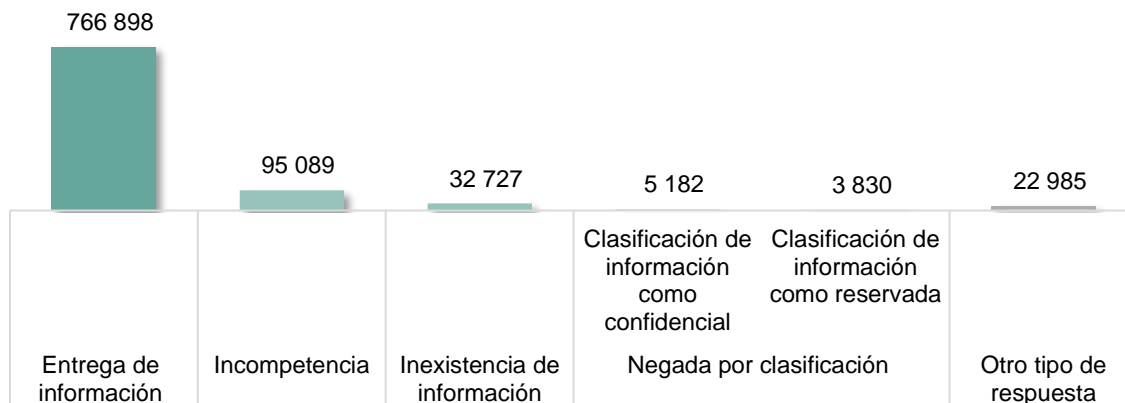 766 898
95 089
32 727
5 182
3 830
22 985
Clasificación de
información
como
confidencial
Clasificación de
información
como reservada
Entrega de
información
Incompetencia
Inexistencia de
información
Negada por clasificación
Otro tipo de
respuesta